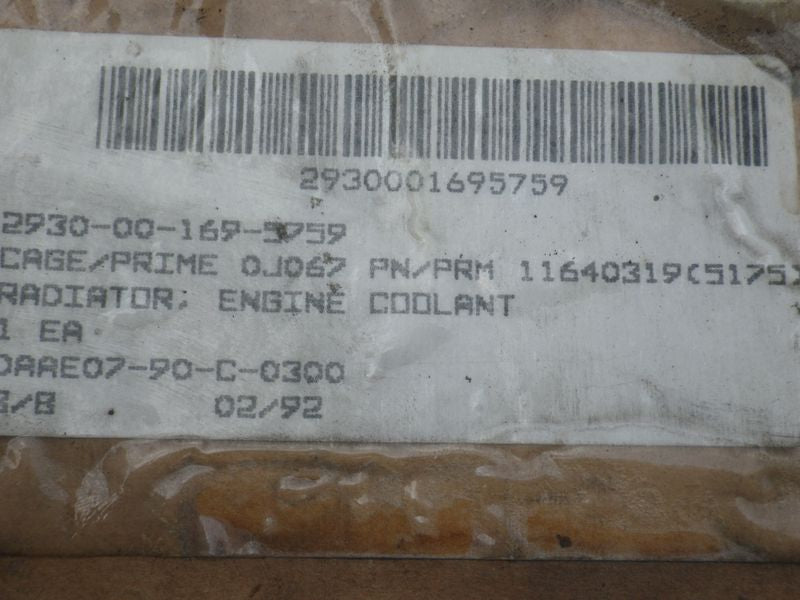 2930001695759
2930-00-169-5759
CAGE/PRIME 0J067 PN/PRM 11640319(5175)
RADIATOR, ENGINE COOLANT
1 EA
DAAE07-90-C-0300
02/92